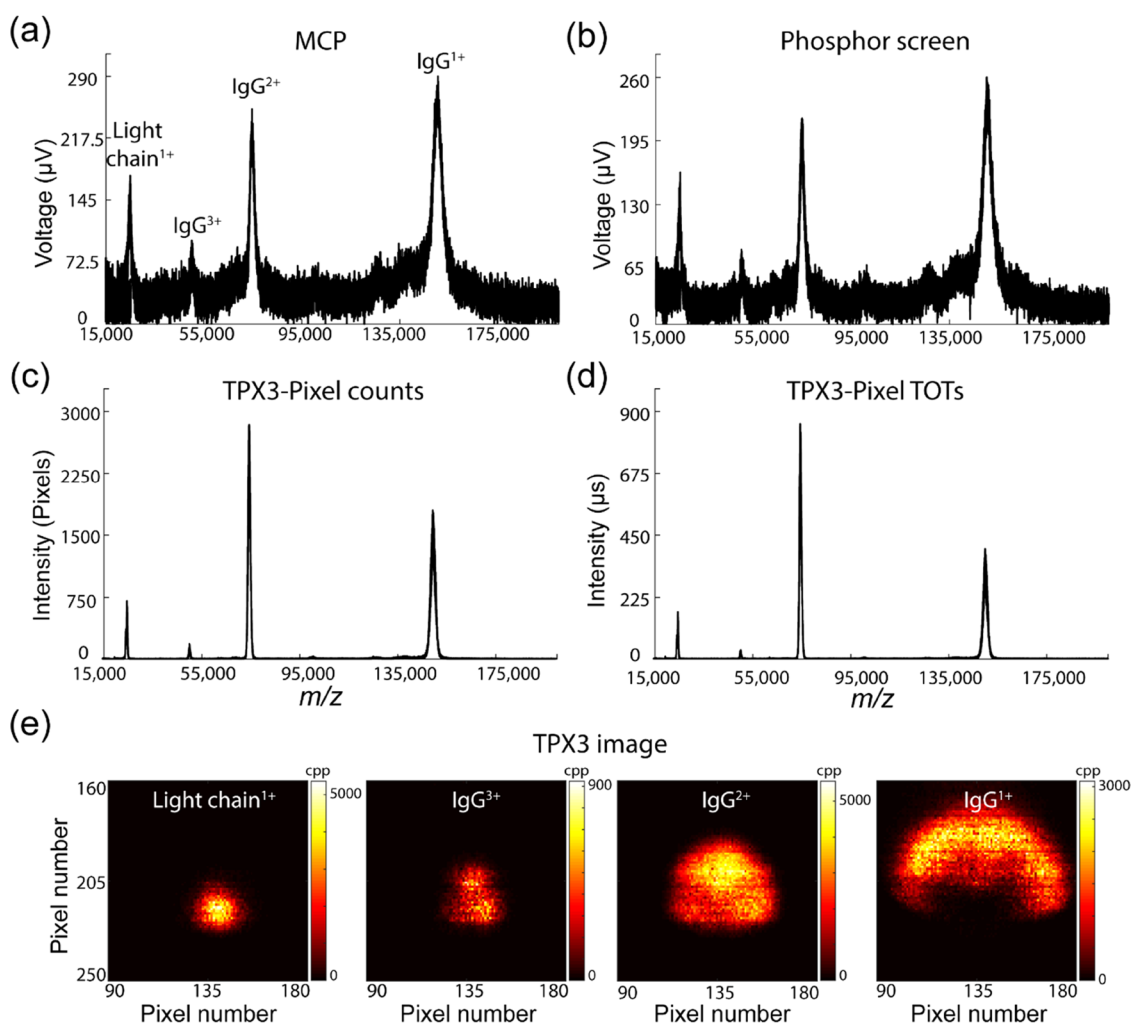 (a)
MCP
290
217.5
145
72.5
0
Voltage (μV)
Light
chain¹⁺
IgG³⁺
IgG²⁺
IgG¹⁺
15,000 55,000 95,000 135,000 175,000
(b)
Phosphor screen
260
195
130
65
0
Voltage (μV)
15,000 55,000 95,000 135,000 175,000
(c)
TPX3-Pixel counts
3000
2250
1500
750
0
Intensity (Pixels)
15,000 55,000 95,000 135,000 175,000
m/z
(d)
TPX3-Pixel TOTs
900
675
450
225
0
Intensity (μs)
15,000 55,000 95,000 135,000 175,000
m/z
(e)
TPX3 image
Pixel number
160
205
250
Light chain¹⁺
cpp
5000
0
90 135 180
Pixel number
IgG³⁺
cpp
900
0
90 135 180
Pixel number
IgG²⁺
cpp
5000
0
90 135 180
Pixel number
IgG¹⁺
cpp
3000
0
90 135 180
Pixel number